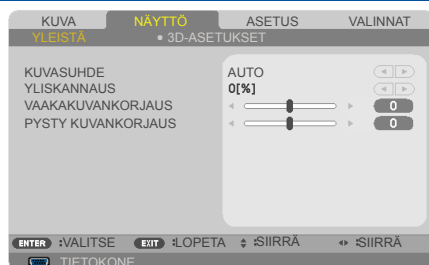 KUVA NÄYTTÖ ASETUS VALINNAT
YLEISTÄ • 3D-ASETUKSET
KUVASUHDE AUTO
YLISKANNAUS 0[%]
VAAKAKUVANKORJAUS 0
PYSTY KUVANKORJAUS 0
ENTER :VALITSE EXIT :LOPETA :SIIRRÄ :SIIRRÄ
TIETOKONE